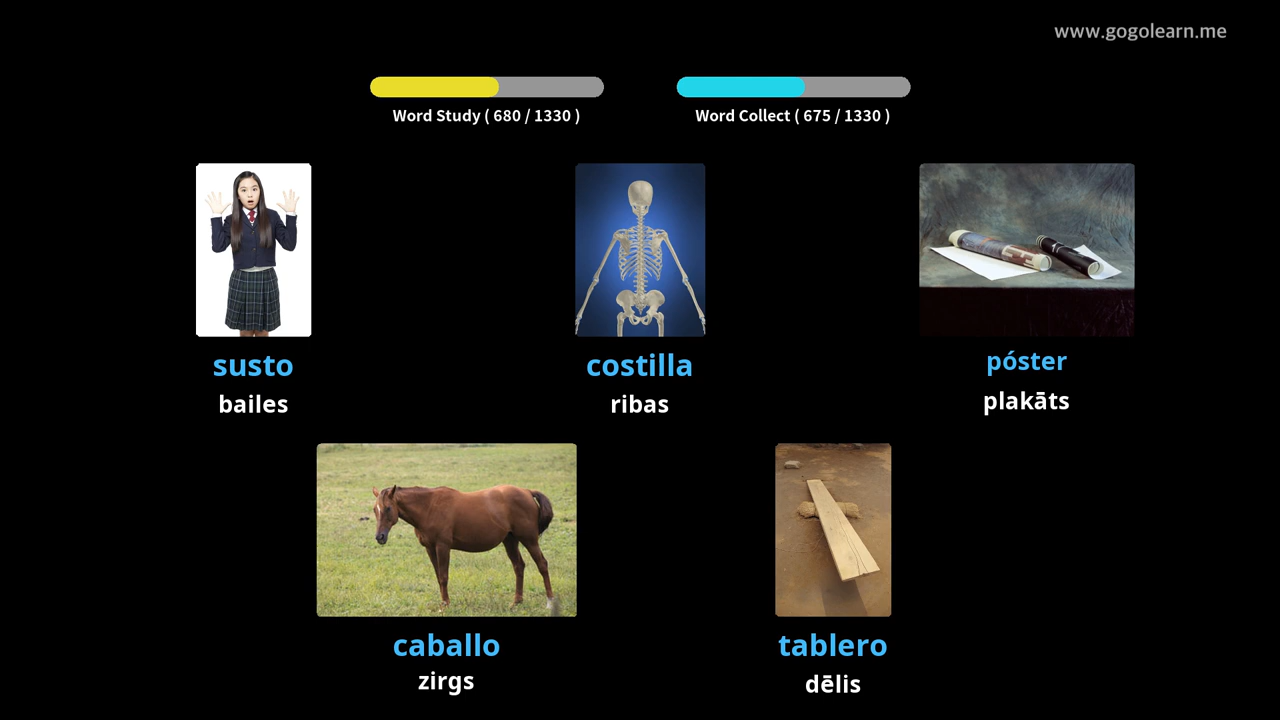 www.gogolearn.me
Word Study ( 680 / 1330 )
Word Collect ( 675 / 1330 )
susto
bailes
costilla
ribas
póster
plakāts
caballo
zirgs
tablero
dēlis